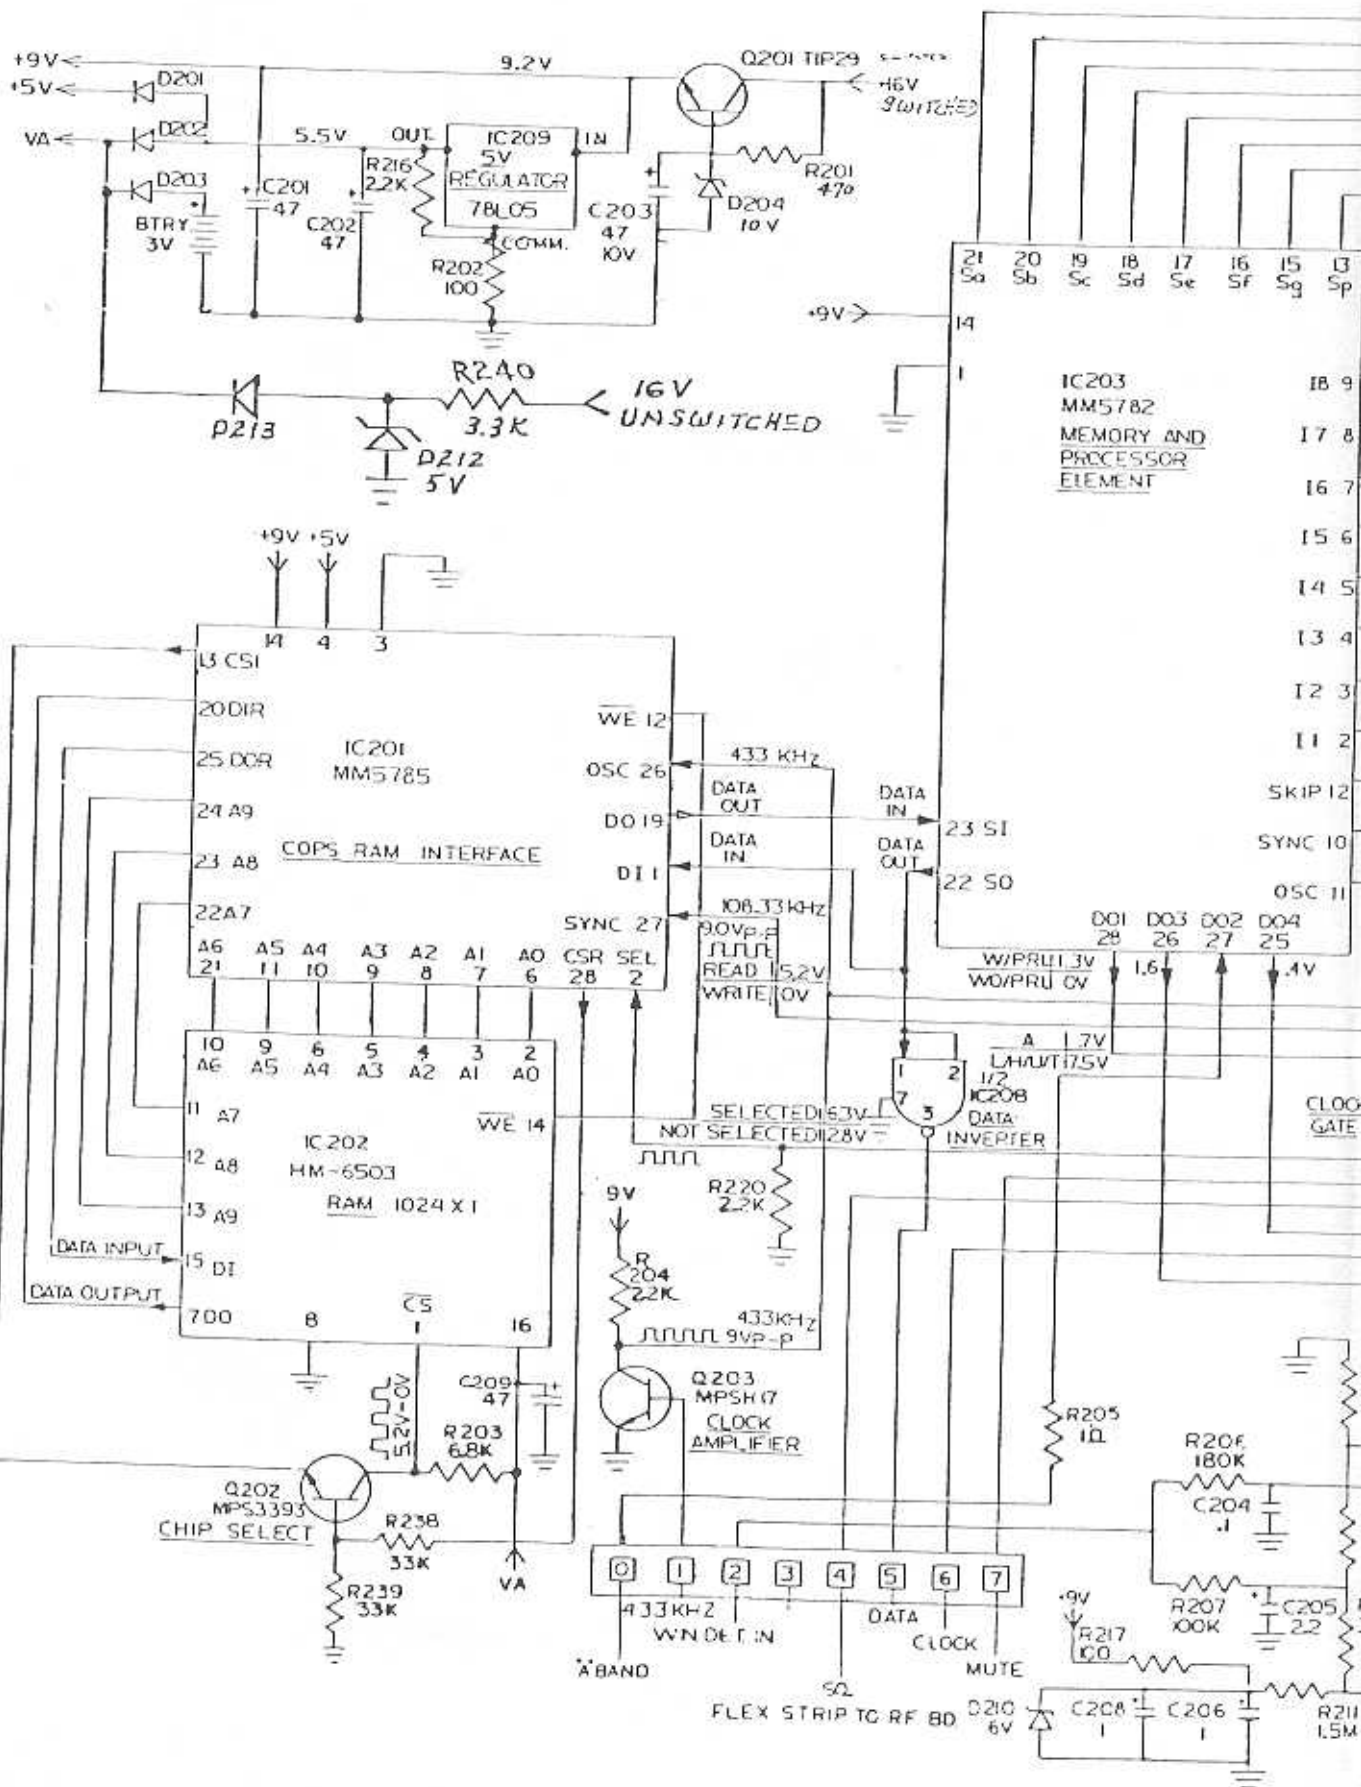 +9V
9.2V
Q201 TIP29
+16V
SWITCHED
+5V
D201
VA
D202
5.5V
OUT
IC209
IN
5V
REGULATOR
78L05
R216
2.2K
R201
470
D203
C201
47
C202
47
C203
47
10V
D204
10V
BTRY
3V
COMM.
R202
100
R240
3.3K
16V
UNSWITCHED
D213
D212
5V
21 20 19 18 17 16 15 13
Sa Sb Sc Sd Se Sf Sg Sp
+9V
14
1
IC203
MM5782
MEMORY AND
PROCESSOR
ELEMENT
I8 9
I7 8
I6 7
I5 6
I4 5
I3 4
I2 3
I1 2
SKIP 12
SYNC 10
OSC 11
23 SI
22 SO
DO1 DO3 DO2 DO4
28 26 27 25
+9V +5V
14 4 3
13 CSI
20 DIR
25 DOR
24 A9
23 A8
22 A7
IC201
MM5785
COPS RAM INTERFACE
WE 12
OSC 26
DO 19
DI 1
SYNC 27
433 KHZ
DATA
OUT
DATA
IN
DATA
IN
DATA
OUT
108.33 KHZ
9.0VP-P
READ 5.2V
WRITE 0V
A6 A5 A4 A3 A2 A1 A0 CSR SEL
21 11 10 9 8 7 6 28 2
W/PRU 1.3V
WO/PRU 0V
1.6
.4V
A 1.7V
L/H/U/T 7.5V
10 9 6 5 4 3 2
A6 A5 A4 A3 A2 A1 A0
11 A7
12 A8
13 A9
15 DI
7 DO
IC202
HM-6503
RAM 1024 X 1
WE 14
8
CS
1
16
DATA INPUT
DATA OUTPUT
1 2
7
3
1/2
IC208
DATA
INVERTER
SELECTED
NOT SELECTED
CLOC
GATE
R220
2.2K
9V
R
204
2.2K
433KHZ
9VP-P
Q203
MPSH17
CLOCK
AMPLIFIER
5.2V-0V
C209
47
R203
6.8K
Q202
MPS3393
CHIP SELECT
R238
33K
R239
33K
VA
R205
1Ω
R206
180K
C204
.1
R207
100K
C205
2.2
0 1 2 3 4 5 6 7
433KHZ
DATA
WN DET. IN
CLOCK
"A" BAND
MUTE
FLEX STRIP TO RF BD
+9V
R217
100
D210
6V
C208
1
C206
1
R211
1.5M